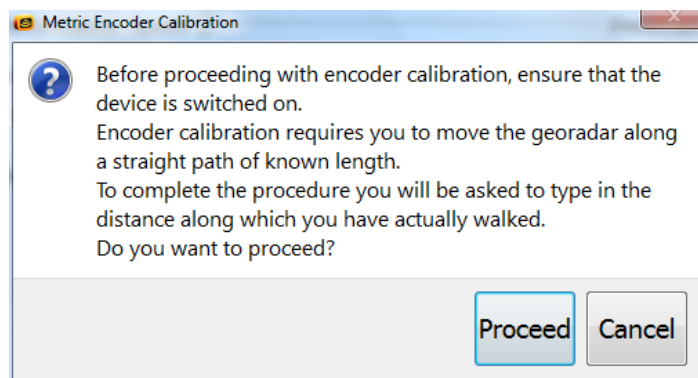 Metric Encoder Calibration
Before proceeding with encoder calibration, ensure that the
device is switched on.
Encoder calibration requires you to move the georadar along
a straight path of known length.
To complete the procedure you will be asked to type in the
distance along which you have actually walked.
Do you want to proceed?
Proceed Cancel